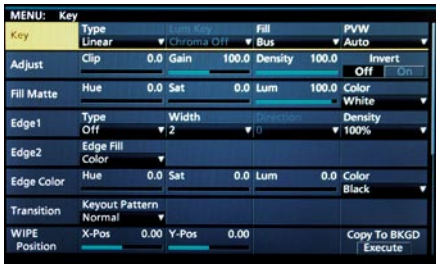 MENU: Key
Key Type Lum Key Fill PVW
Linear Chroma Off Bus Auto
Adjust Clip 0.0 Gain 100.0 Density 100.0 Invert
Off On
Fill Matte Hue 0.0 Sat 0.0 Lum 100.0 Color
White
Edge1 Type Width Direction Density
Off 2 0 100%
Edge2 Edge Fill
Color
Edge Color Hue 0.0 Sat 0.0 Lum 0.0 Color
Black
Transition Keyout Pattern
Normal
WIPE X-Pos 0.00 Y-Pos 0.00 Copy To BKGD
Position Execute